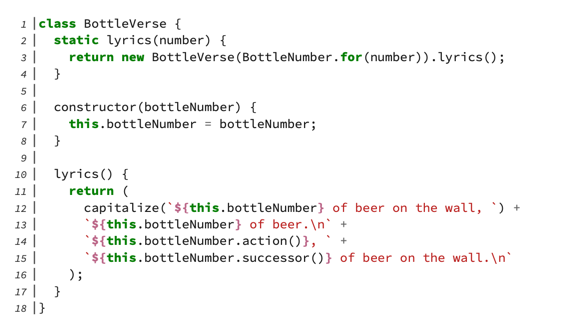 1 class BottleVerse {
2   static lyrics(number) {
3     return new BottleVerse(BottleNumber.for(number)).lyrics();
4   }
5
6   constructor(bottleNumber) {
7     this.bottleNumber = bottleNumber;
8   }
9
10   lyrics() {
11     return (
12       capitalize(`${this.bottleNumber} of beer on the wall, `) +
13       `${this.bottleNumber} of beer.\n` +
14       `${this.bottleNumber.action()}, ` +
15       `${this.bottleNumber.successor()} of beer on the wall.\n`
16     );
17   }
18 }